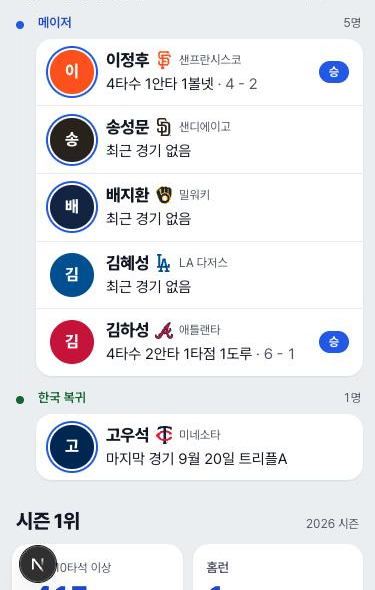 메이저 5명
이
이정후 SF 샌프란시스코
4타수 1안타 1볼넷 · 4 - 2
승
송
송성문 SD 샌디에이고
최근 경기 없음
배
배지환 밀워키
최근 경기 없음
김
김혜성 LA LA 다저스
최근 경기 없음
김
김하성 A 애틀랜타
4타수 2안타 1타점 1도루 · 6 - 1
승
한국 복귀 1명
고
고우석 TC 미네소타
마지막 경기 9월 20일 트리플A
시즌 1위 2026 시즌
N
10타석 이상
홈런